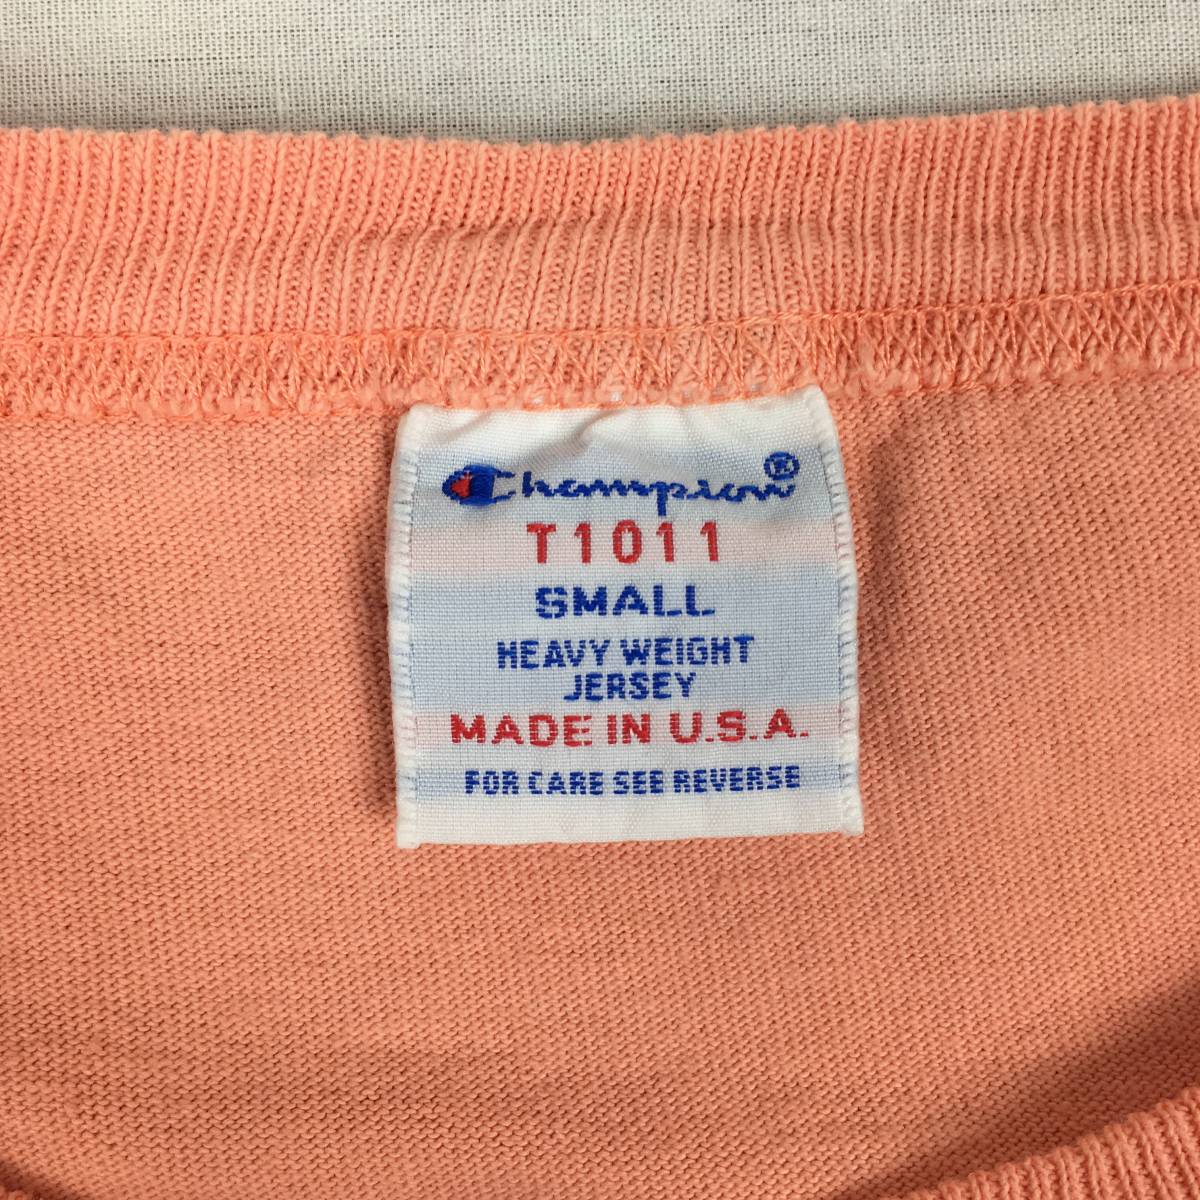 Champion®
T1011
SMALL
HEAVY WEIGHT
JERSEY
MADE IN U.S.A.
FOR CARE SEE REVERSE